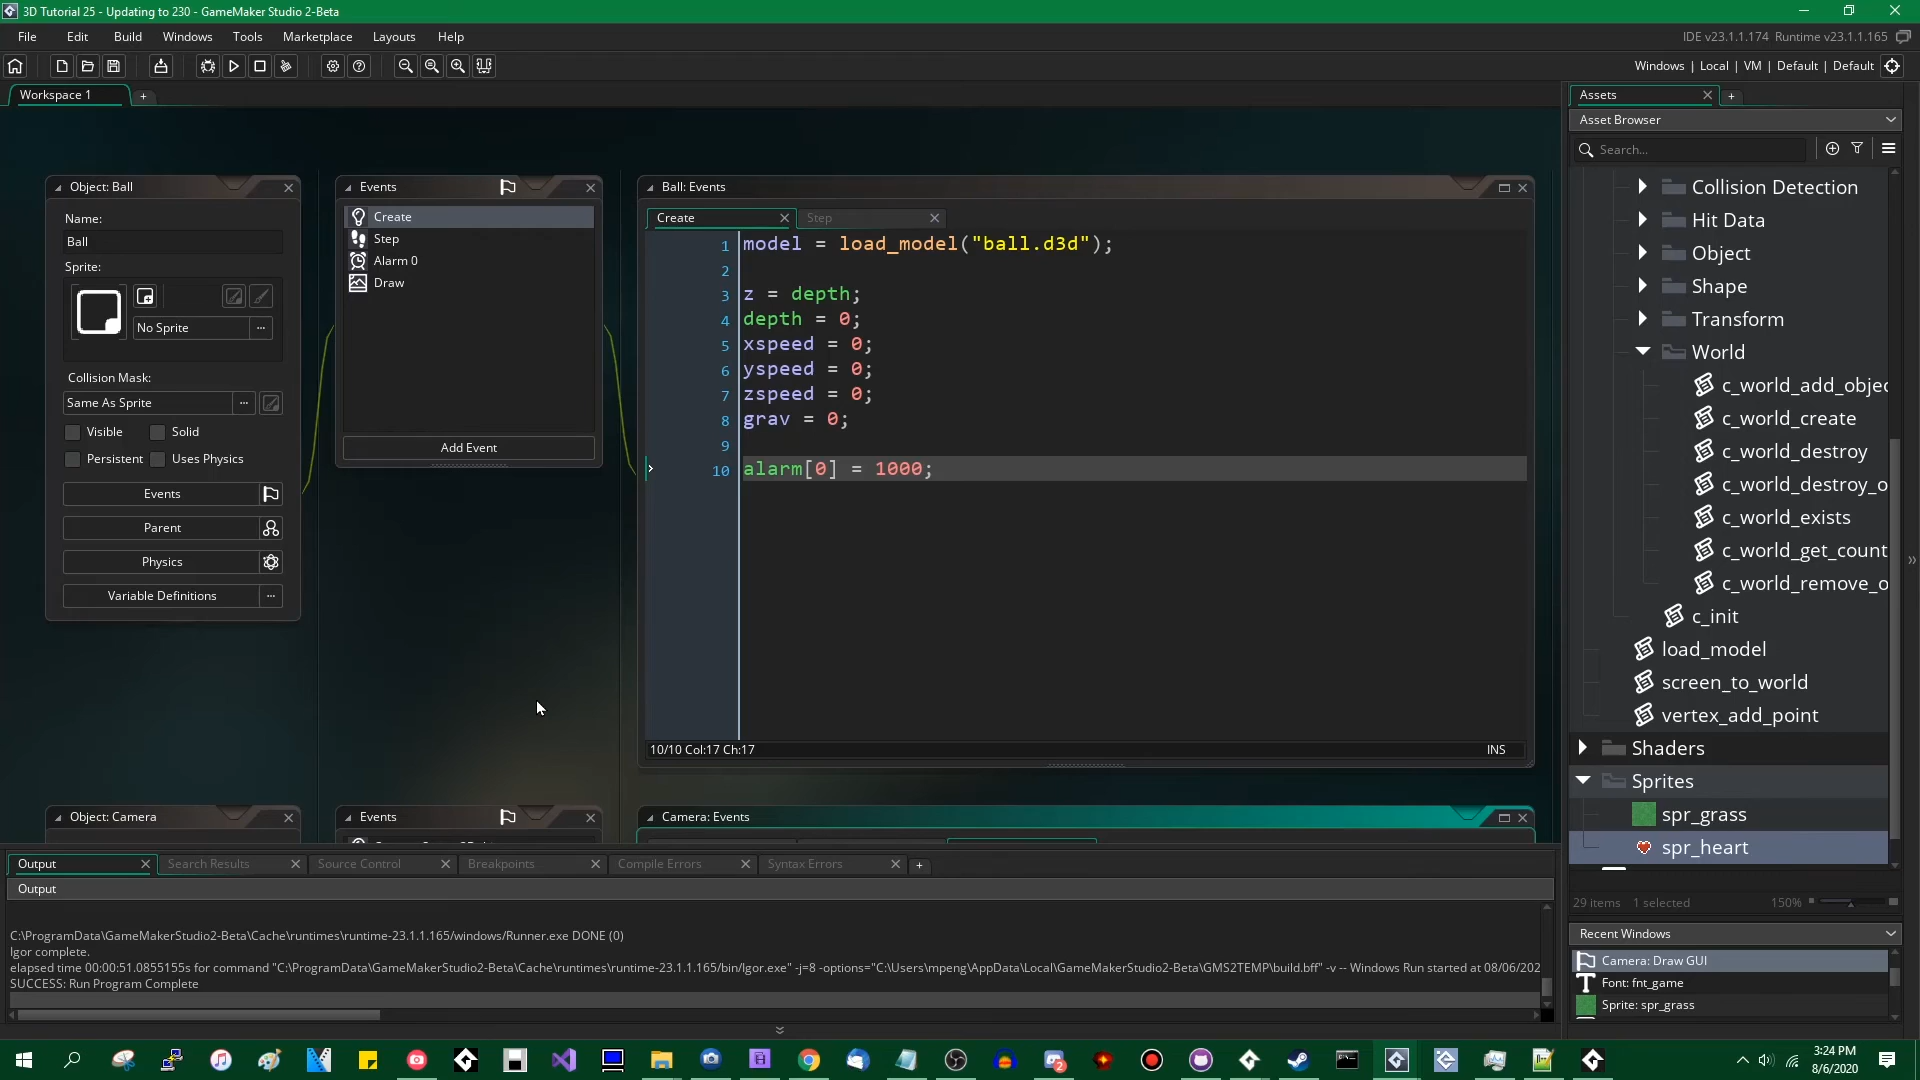 3D Tutorial 25 - Updating to 230 - GameMaker Studio 2-Beta
File Edit Build Windows Tools Marketplace Layouts Help
IDE v23.1.1.174 Runtime v23.1.1.165
Windows | Local | VM | Default | Default
Workspace 1
Object: Ball
Name:
Ball
Sprite:
No Sprite
Collision Mask:
Same As Sprite
Visible Solid
Persistent Uses Physics
Events
Parent
Physics
Variable Definitions
Events
Create
Step
Alarm 0
Draw
Add Event
Ball: Events
Create Step
1 model = load_model("ball.d3d");
2
3 z = depth;
4 depth = 0;
5 xspeed = 0;
6 yspeed = 0;
7 zspeed = 0;
8 grav = 0;
9
10 alarm[0] = 1000;
10/10 Col:17 Ch:17 INS
Object: Camera
Events
Camera: Events
Output Search Results Source Control Breakpoints Compile Errors Syntax Errors
Output
C:\ProgramData\GameMakerStudio2-Beta\Cache\runtimes\runtime-23.1.1.165/windows/Runner.exe DONE (0)
Igor complete.
elapsed time 00:00:51.0855155s for command "C:\ProgramData\GameMakerStudio2-Beta\Cache\runtimes\runtime-23.1.1.165/bin/Igor.exe" -j=8 -options="C:\Users\mpeng\AppData\Local\GameMakerStudio2-Beta\GMS2TEMP\build.bff" -v -- Windows Run started at 08/06/202
SUCCESS: Run Program Complete
Assets
Asset Browser
Search...
Collision Detection
Hit Data
Object
Shape
Transform
World
c_world_add_objec
c_world_create
c_world_destroy
c_world_destroy_o
c_world_exists
c_world_get_count
c_world_remove_o
c_init
load_model
screen_to_world
vertex_add_point
Shaders
Sprites
spr_grass
spr_heart
29 items 1 selected 150%
Recent Windows
Camera: Draw GUI
Font: fnt_game
Sprite: spr_grass
3:24 PM
8/6/2020